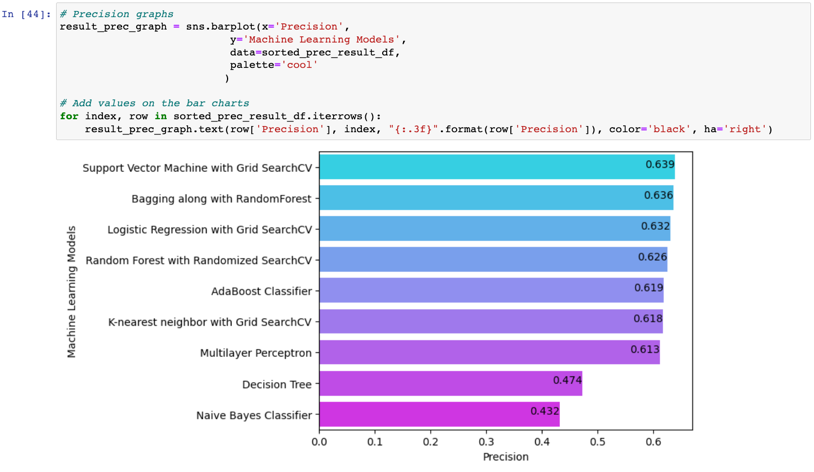 In [44]: # Precision graphs
result_prec_graph = sns.barplot(x='Precision',
y='Machine Learning Models',
data=sorted_prec_result_df,
palette='cool'
)
# Add values on the bar charts
for index, row in sorted_prec_result_df.iterrows():
result_prec_graph.text(row['Precision'], index, "{:.3f}".format(row['Precision']), color='black', ha='right')
Machine Learning Models
Support Vector Machine with Grid SearchCV 0.639
Bagging along with RandomForest 0.636
Logistic Regression with Grid SearchCV 0.632
Random Forest with Randomized SearchCV 0.626
AdaBoost Classifier 0.619
K-nearest neighbor with Grid SearchCV 0.618
Multilayer Perceptron 0.613
Decision Tree 0.474
Naive Bayes Classifier 0.432
0.0 0.1 0.2 0.3 0.4 0.5 0.6
Precision